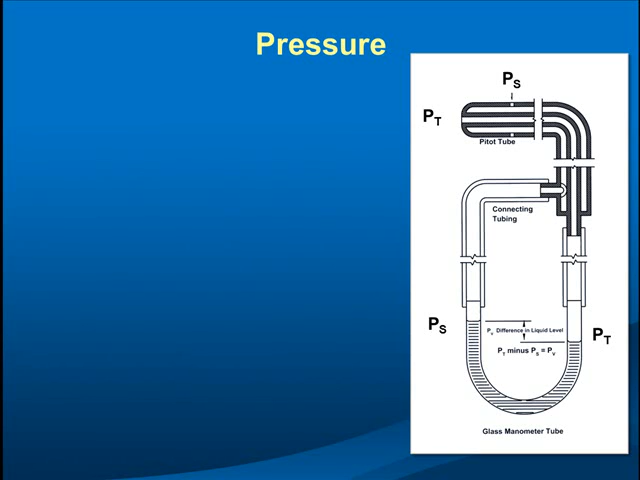 Pressure
PS
PT
Pitot Tube
Connecting
Tubing
PS
Pv Difference in Liquid Level
PT
PT minus PS = PV
Glass Manometer Tube